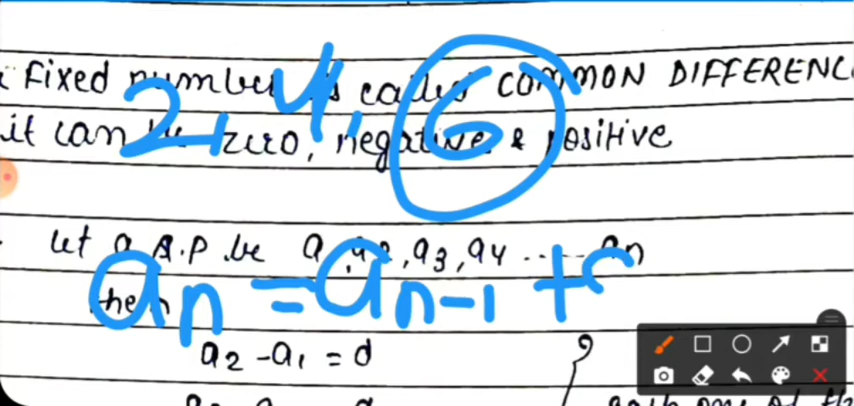 fixed number is called COMMON DIFFERENC
it can be zero, negative & positive
2, 4, 6
let a A.P be a, a2, a3, a4 ..... an
then
an = an-1 +
a2 - a1 = d